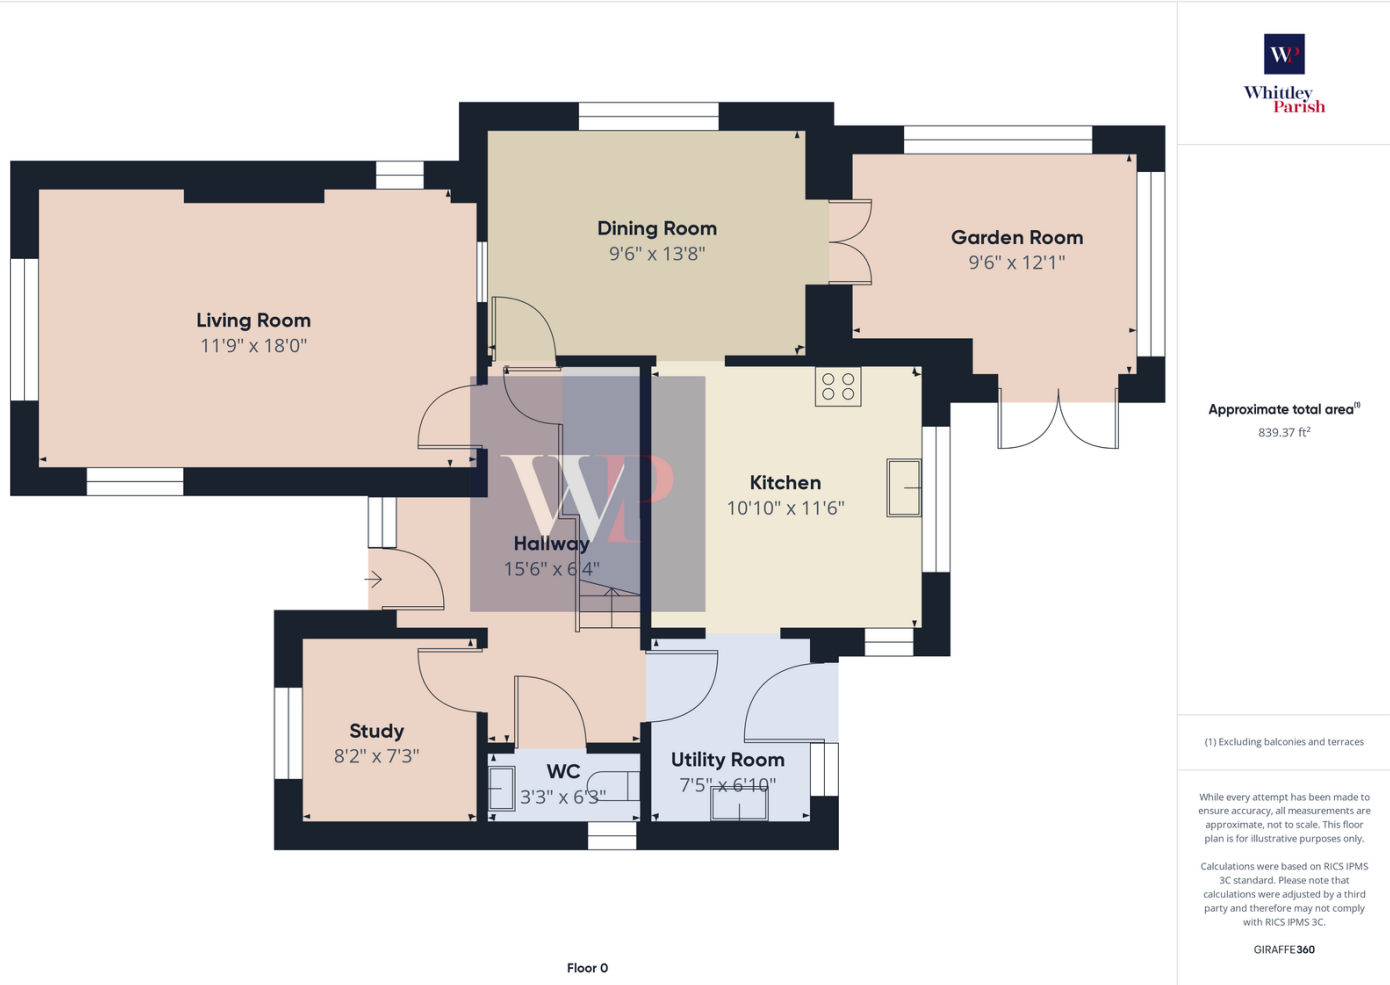 WP
Whittley
Parish
Dining Room
9'6" x 13'8"
Garden Room
9'6" x 12'1"
Living Room
11'9" x 18'0"
Kitchen
10'10" x 11'6"
WP
Hallway
15'6" x 6'4"
Study
8'2" x 7'3"
WC
3'3" x 6'3"
Utility Room
7'5" x 6'10"
Floor 0
Approximate total area(1)
839.37 ft²
(1) Excluding balconies and terraces
While every attempt has been made to
ensure accuracy, all measurements are
approximate, not to scale. This floor
plan is for illustrative purposes only.
Calculations were based on RICS IPMS
3C standard. Please note that
calculations were adjusted by a third
party and therefore may not comply
with RICS IPMS 3C.
GIRAFFE360